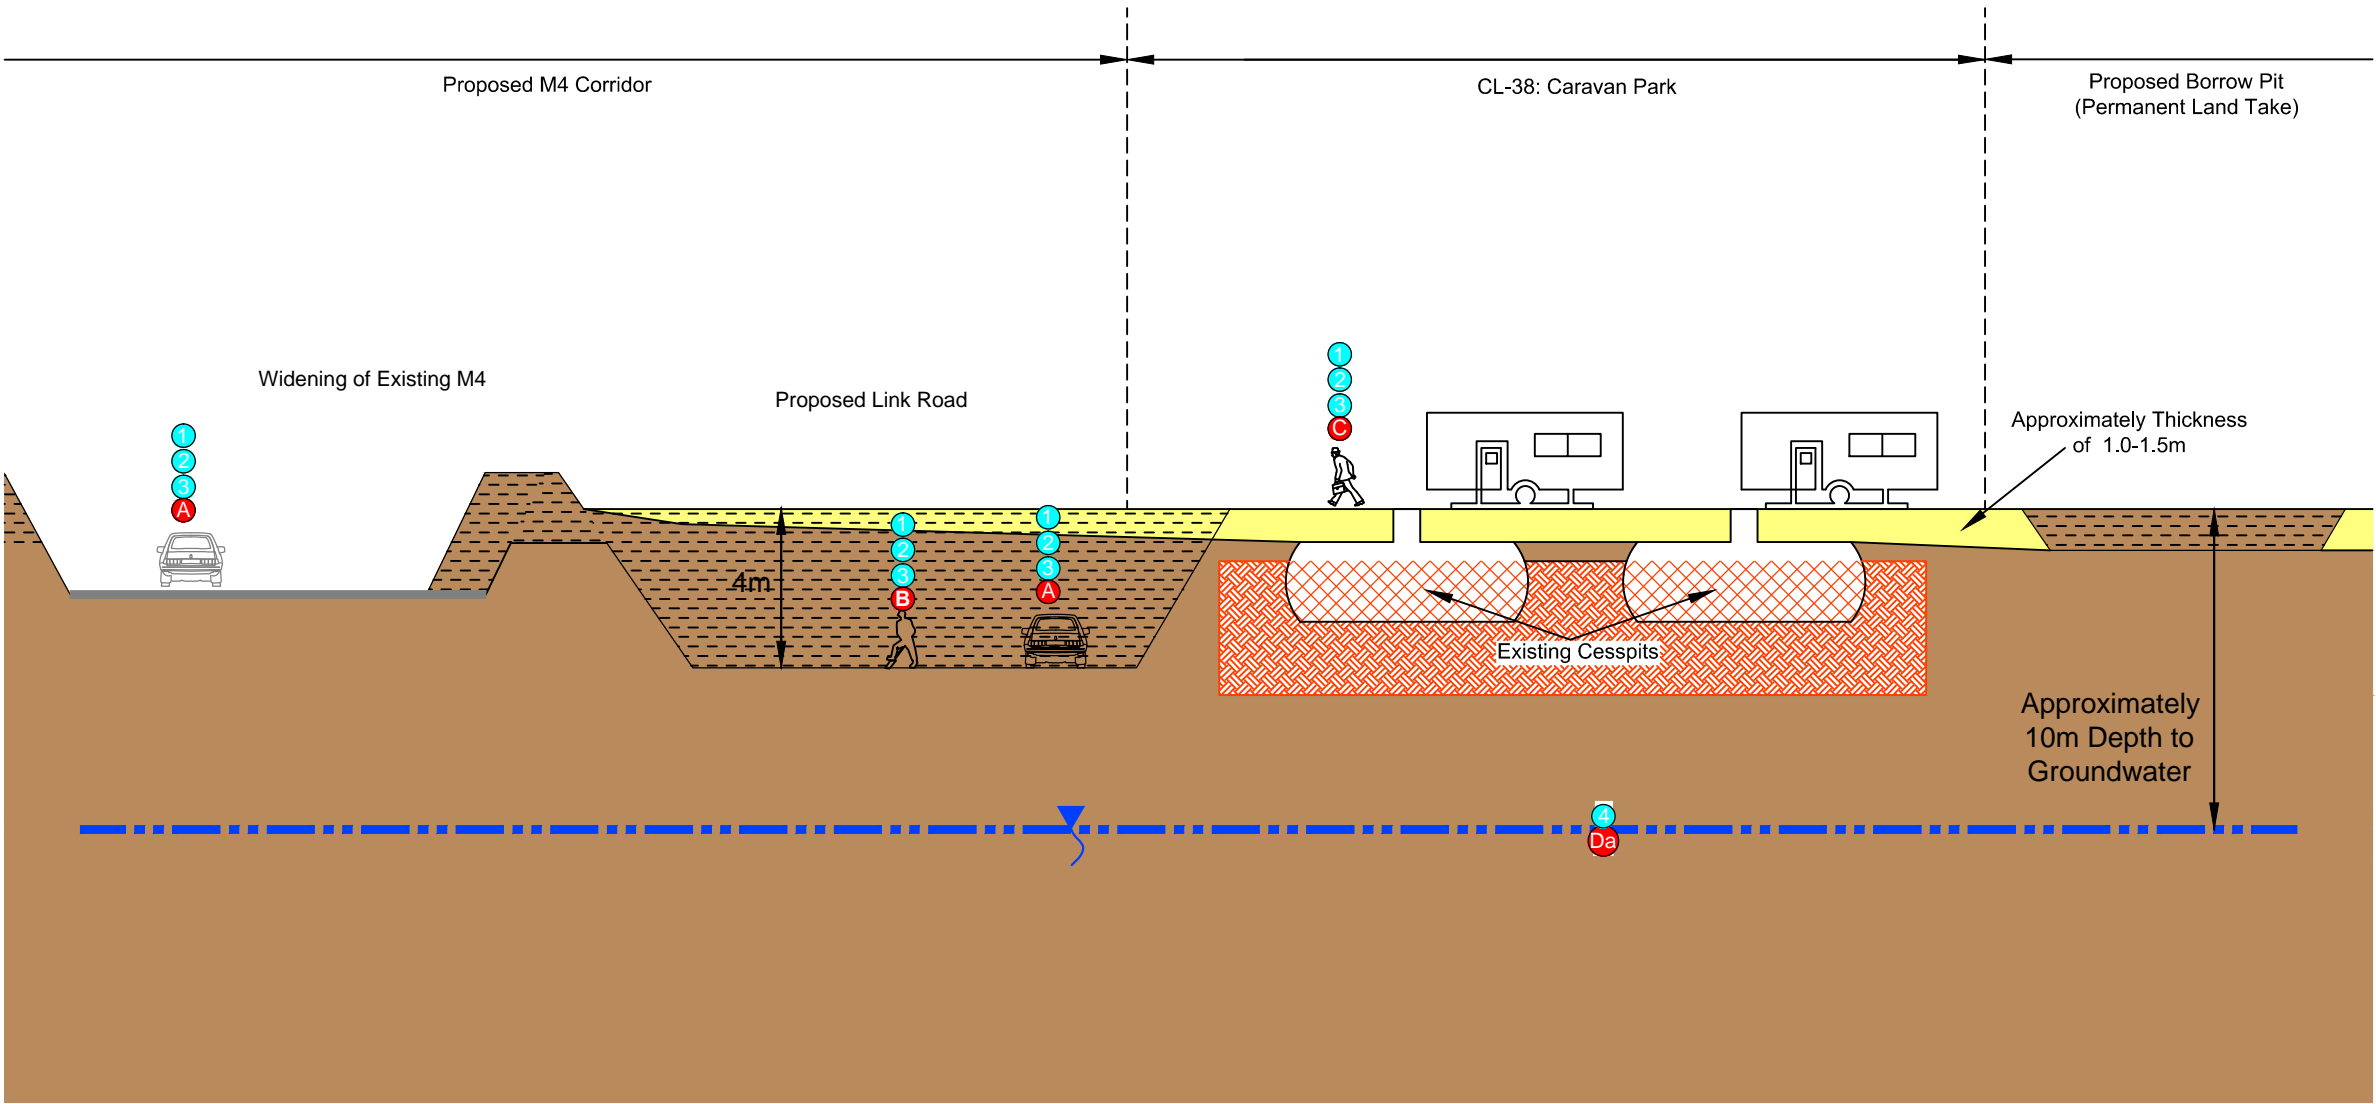 Proposed M4 Corridor
CL-38: Caravan Park
Proposed Borrow Pit
(Permanent Land Take)
Widening of Existing M4
Proposed Link Road
1
2
3
A
1
2
3
C
Approximately Thickness
of 1.0-1.5m
4m
1
2
3
B
1
2
3
A
Existing Cesspits
Approximately
10m Depth to
Groundwater
4
Da